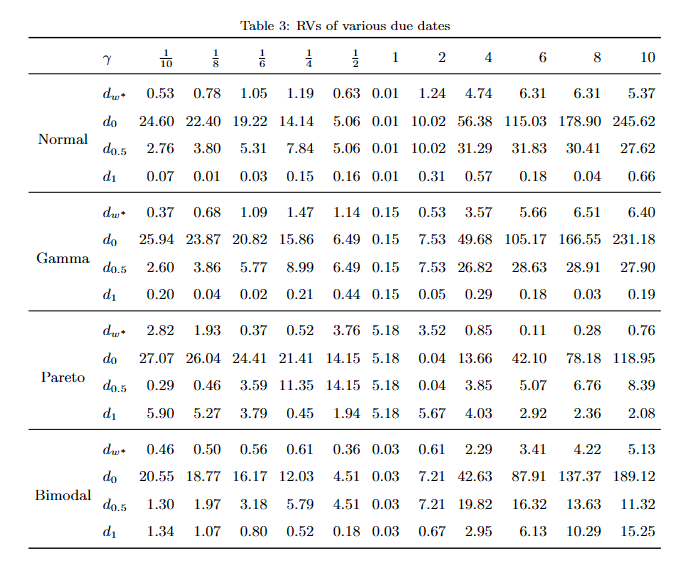 Table 3: RVs of various due dates
γ 1/10 1/8 1/6 1/4 1/2 1 2 4 6 8 10
d_{w*} 0.53 0.78 1.05 1.19 0.63 0.01 1.24 4.74 6.31 6.31 5.37
d_0 24.60 22.40 19.22 14.14 5.06 0.01 10.02 56.38 115.03 178.90 245.62
Normal
d_{0.5} 2.76 3.80 5.31 7.84 5.06 0.01 10.02 31.29 31.83 30.41 27.62
d_1 0.07 0.01 0.03 0.15 0.16 0.01 0.31 0.57 0.18 0.04 0.66
d_{w*} 0.37 0.68 1.09 1.47 1.14 0.15 0.53 3.57 5.66 6.51 6.40
d_0 25.94 23.87 20.82 15.86 6.49 0.15 7.53 49.68 105.17 166.55 231.18
Gamma
d_{0.5} 2.60 3.86 5.77 8.99 6.49 0.15 7.53 26.82 28.63 28.91 27.90
d_1 0.20 0.04 0.02 0.21 0.44 0.15 0.05 0.29 0.18 0.03 0.19
d_{w*} 2.82 1.93 0.37 0.52 3.76 5.18 3.52 0.85 0.11 0.28 0.76
d_0 27.07 26.04 24.41 21.41 14.15 5.18 0.04 13.66 42.10 78.18 118.95
Pareto
d_{0.5} 0.29 0.46 3.59 11.35 14.15 5.18 0.04 3.85 5.07 6.76 8.39
d_1 5.90 5.27 3.79 0.45 1.94 5.18 5.67 4.03 2.92 2.36 2.08
d_{w*} 0.46 0.50 0.56 0.61 0.36 0.03 0.61 2.29 3.41 4.22 5.13
d_0 20.55 18.77 16.17 12.03 4.51 0.03 7.21 42.63 87.91 137.37 189.12
Bimodal
d_{0.5} 1.30 1.97 3.18 5.79 4.51 0.03 7.21 19.82 16.32 13.63 11.32
d_1 1.34 1.07 0.80 0.52 0.18 0.03 0.67 2.95 6.13 10.29 15.25